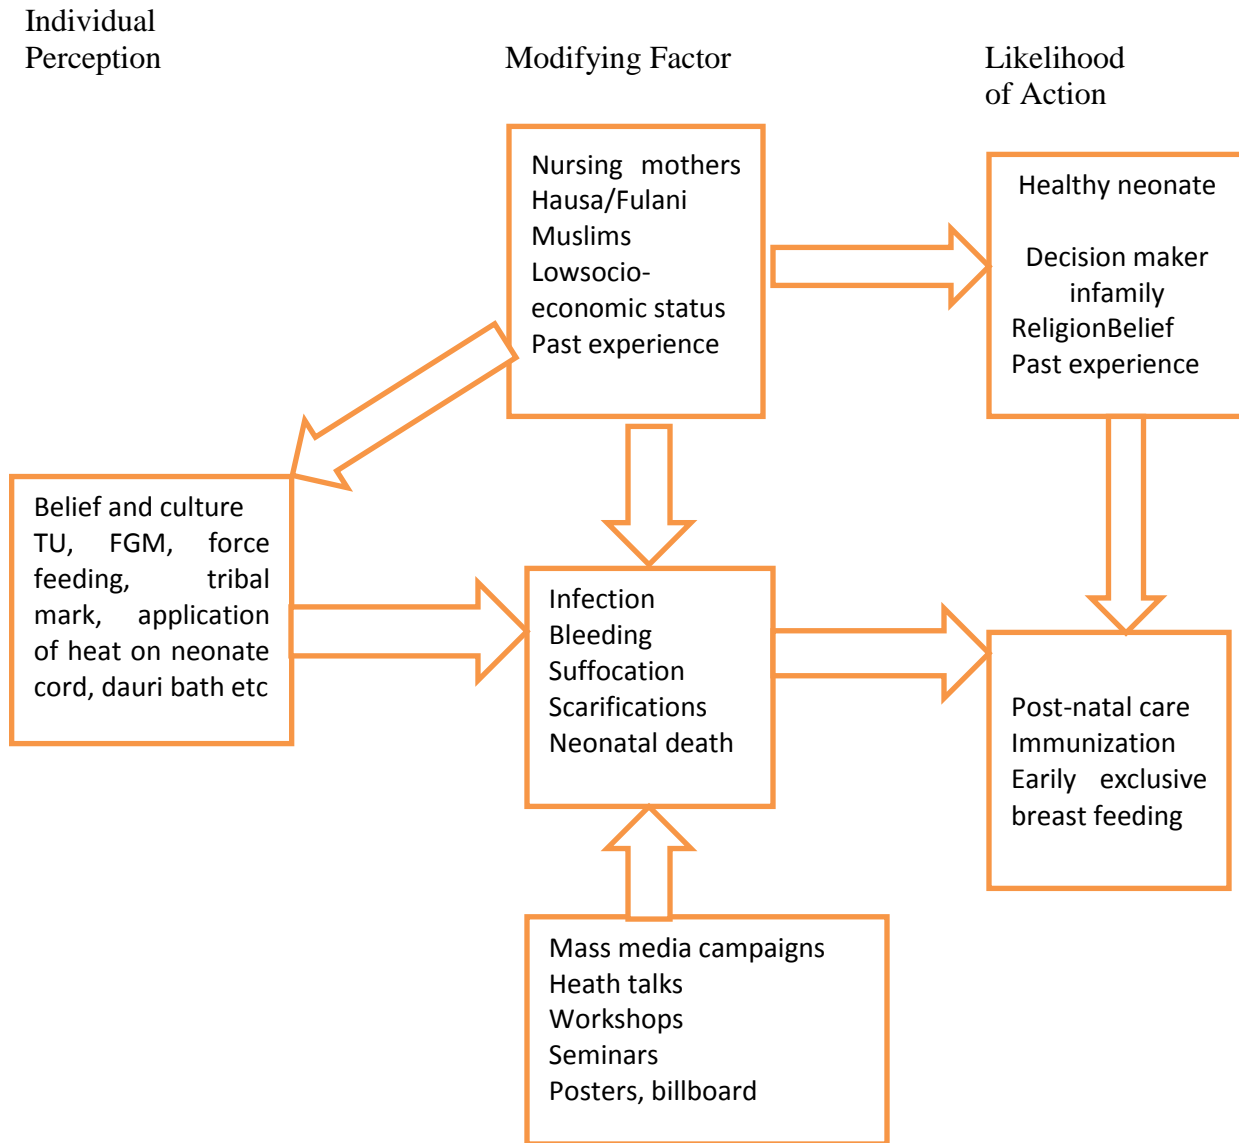 Individual
Perception
Modifying Factor
Likelihood
of Action
Nursing mothers
Hausa/Fulani
Muslims
Lowsocio-
economic status
Past experience
Healthy neonate
Decision maker
infamily
ReligionBelief
Past experience
Belief and culture
TU, FGM, force
feeding, tribal
mark, application
of heat on neonate
cord, dauri bath etc
Infection
Bleeding
Suffocation
Scarifications
Neonatal death
Post-natal care
Immunization
Earily exclusive
breast feeding
Mass media campaigns
Heath talks
Workshops
Seminars
Posters, billboard